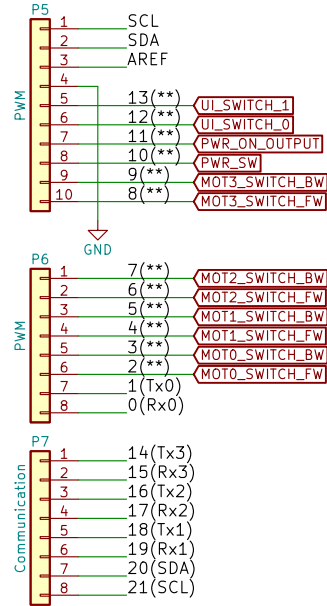 P5
PWM
1 SCL
2 SDA
3 AREF
4
5 13(**) UI_SWITCH_1
6 12(**) UI_SWITCH_0
7 11(**) PWR_ON_OUTPUT
8 10(**) PWR_SW
9 9(**) MOT3_SWITCH_BW
10 8(**) MOT3_SWITCH_FW
GND
P6
PWM
1 7(**) MOT2_SWITCH_BW
2 6(**) MOT2_SWITCH_FW
3 5(**) MOT1_SWITCH_BW
4 4(**) MOT1_SWITCH_FW
5 3(**) MOT0_SWITCH_BW
6 2(**) MOT0_SWITCH_FW
7 1(Tx0)
8 0(Rx0)
P7
Communication
1 14(Tx3)
2 15(Rx3)
3 16(Tx2)
4 17(Rx2)
5 18(Tx1)
6 19(Rx1)
7 20(SDA)
8 21(SCL)